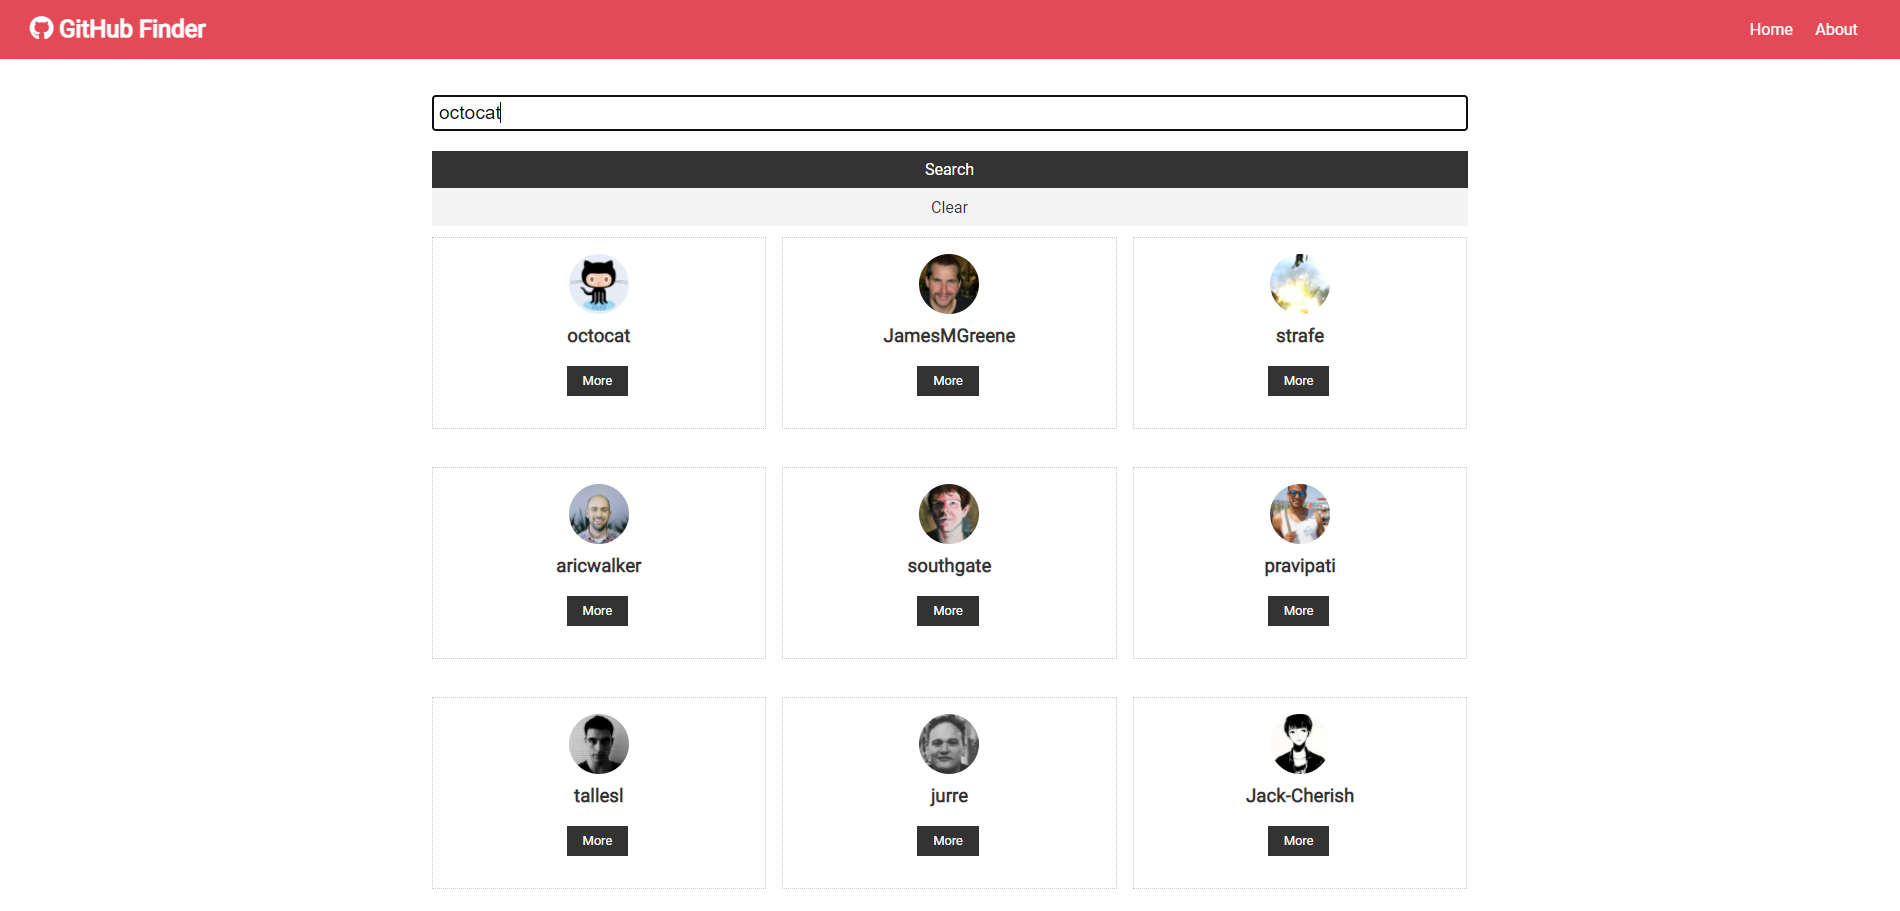 GitHub Finder
Home About
octocat
Search
Clear
octocat
More
JamesMGreene
More
strafe
More
aricwalker
More
southgate
More
pravipati
More
tallesl
More
jurre
More
Jack-Cherish
More